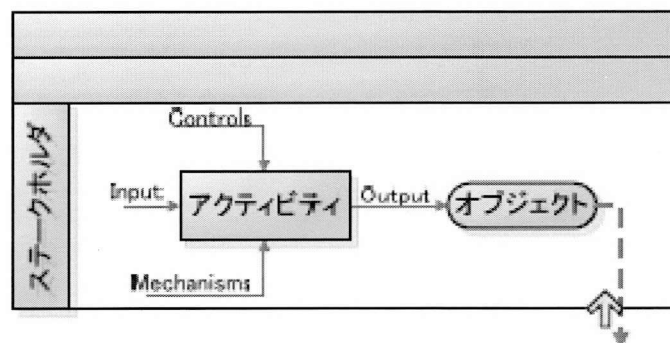 Controls
ステークホルダ
Input
アクティビティ
Output
オブジェクト
Mechanisms